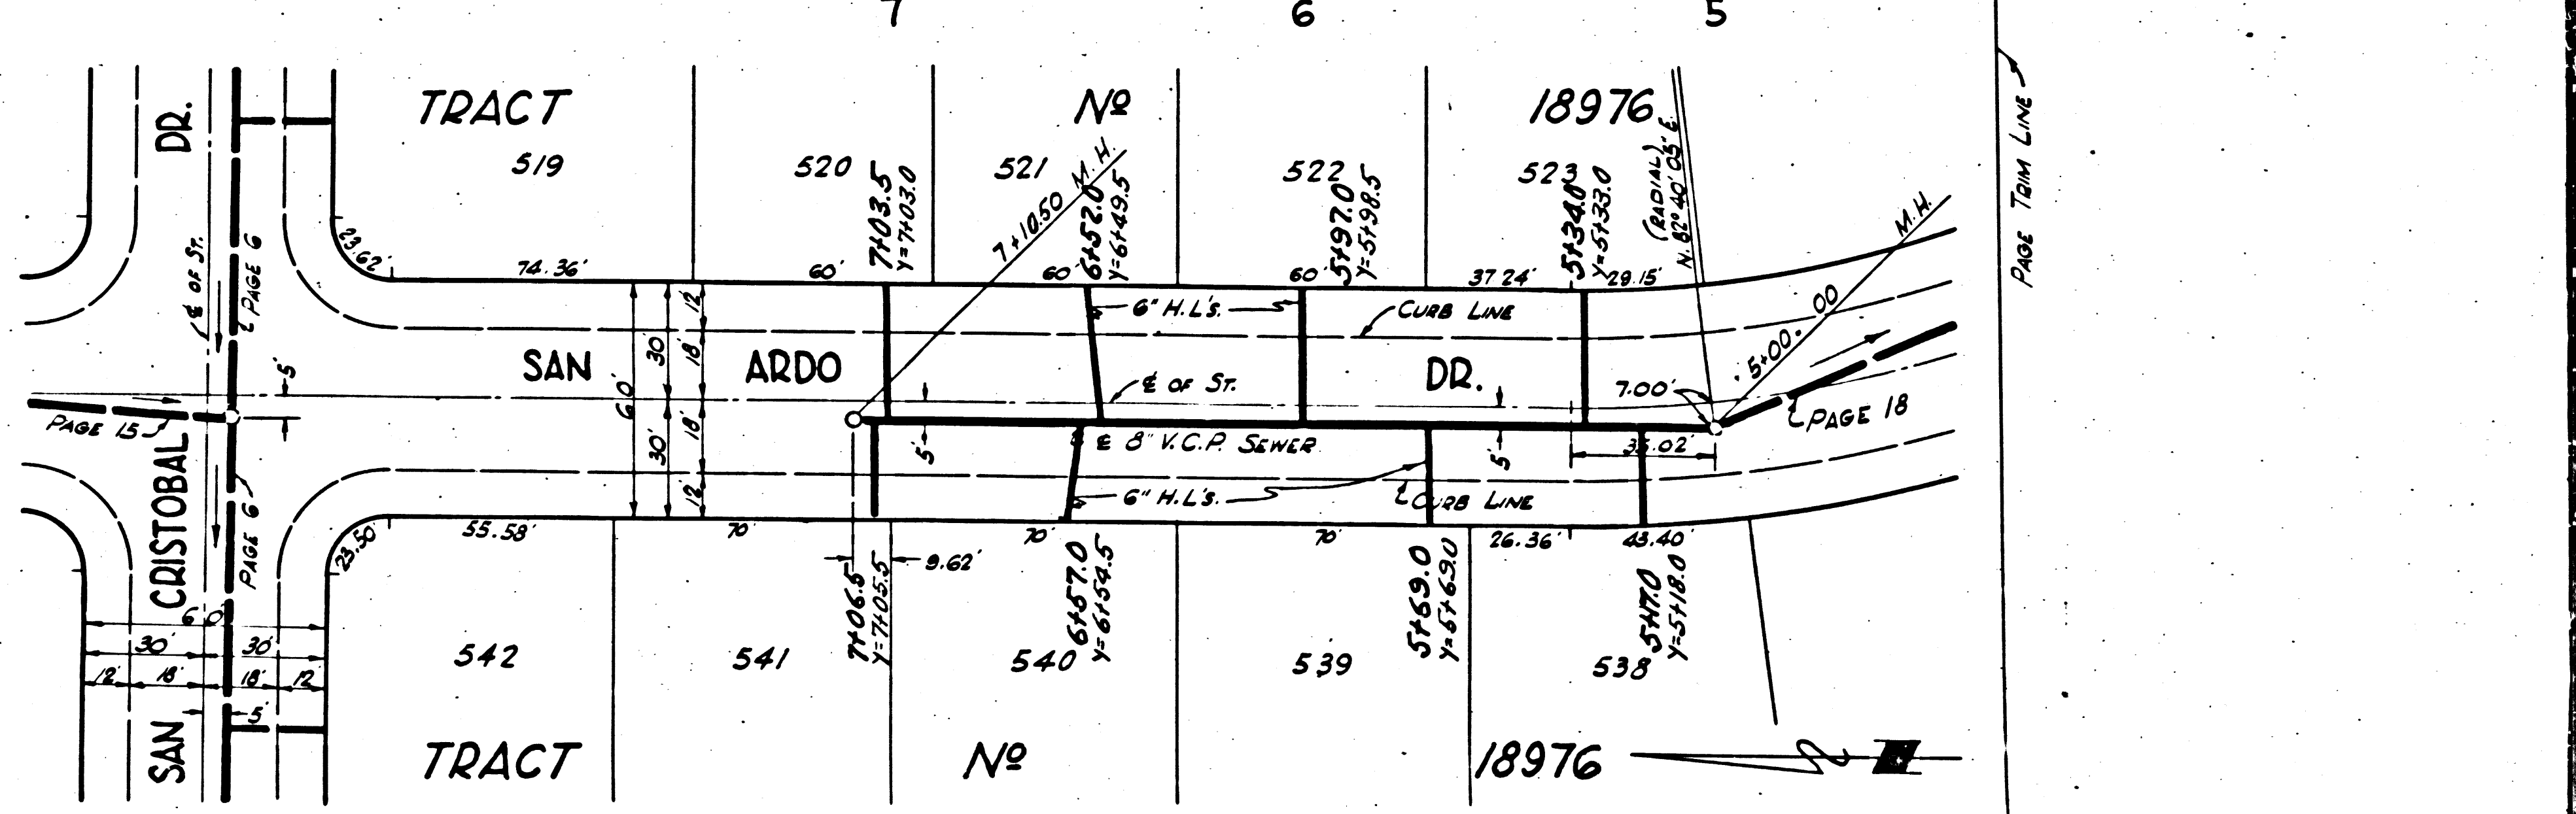 7 6 5
TRACT Nº 18976
DR.
519
520
521
522
523
7+03.5
Y=7+03.0
7+10.50 M.H.
6+52.0
Y=6+49.5
5+97.0
Y=5+98.5
5+34.0
Y=5+33.0
(RADIAL)
N. 82° 40' 05" E.
M.H.
5+00.00
PAGE TRIM LINE
23.62'
74.36'
60'
60'
60'
37.24'
29.15'
℄ OF ST.
PAGE 6
6" H.L's.
CURB LINE
12'
18'
30'
60'
SAN ARDO DR.
℄ OF ST.
7.00'
5'
PAGE 15
PAGE 18
℄ 8" V.C.P. SEWER
5'
5'
35.02'
18'
30'
12'
6" H.L's.
CURB LINE
SAN CRISTOBAL
PAGE 6
23.50'
55.58'
70'
70'
70'
26.36'
43.40'
9.62'
7+06.5
Y=7+05.5
6+57.0
Y=6+54.5
5+69.0
Y=5+69.0
5+17.0
Y=5+18.0
60'
30' 30'
12' 18' 18' 12'
5'
542
541
540
539
538
TRACT Nº 18976